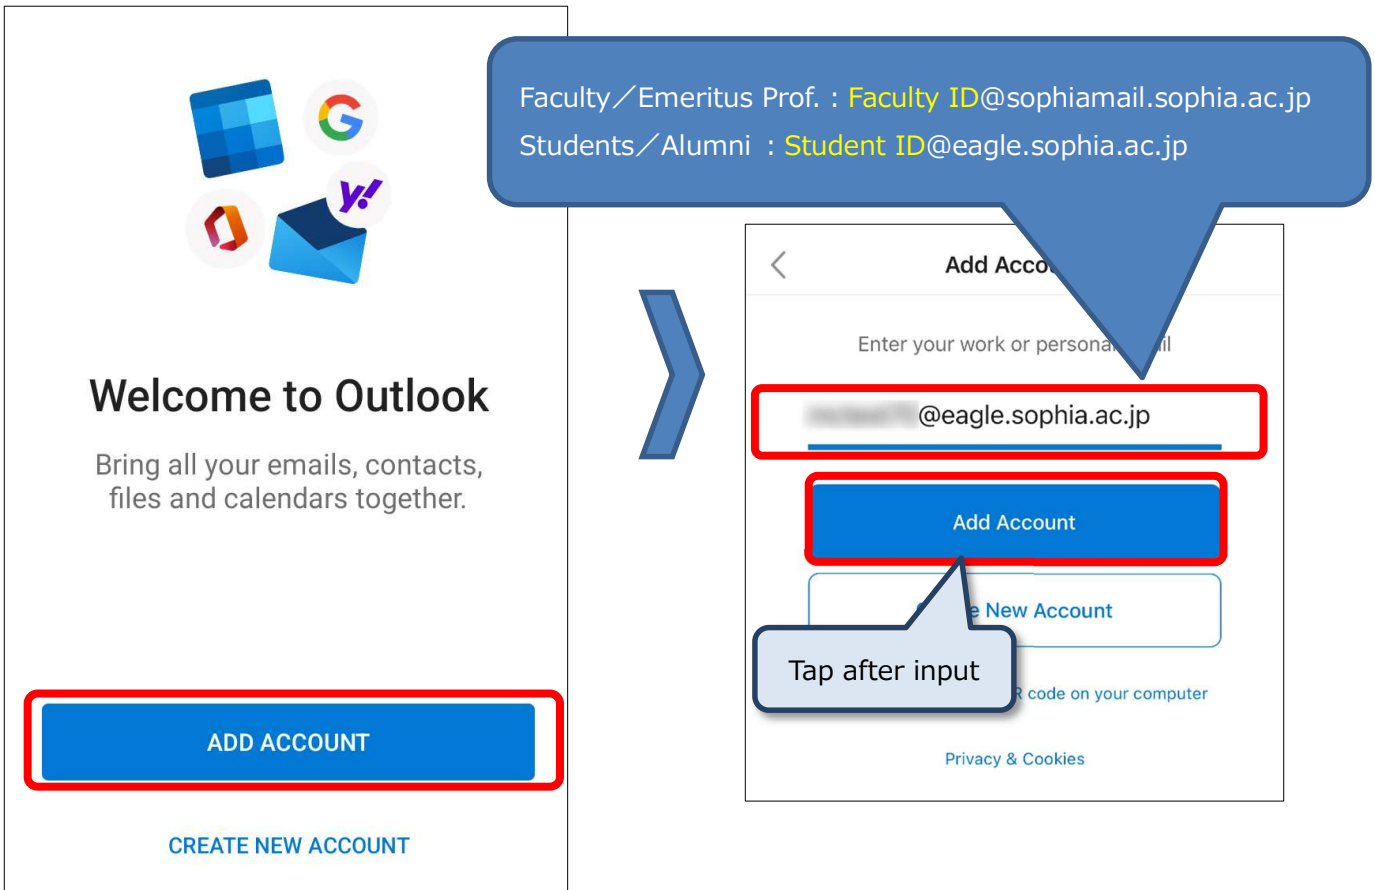 Welcome to Outlook
Bring all your emails, contacts,
files and calendars together.
ADD ACCOUNT
CREATE NEW ACCOUNT
Faculty／Emeritus Prof. : Faculty ID@sophiamail.sophia.ac.jp
Students／Alumni : Student ID@eagle.sophia.ac.jp
Add
Enter your work or
@eagle.sophia.ac.jp
Add Account
New Account
Tap after input
code on your computer
Privacy & Cookies